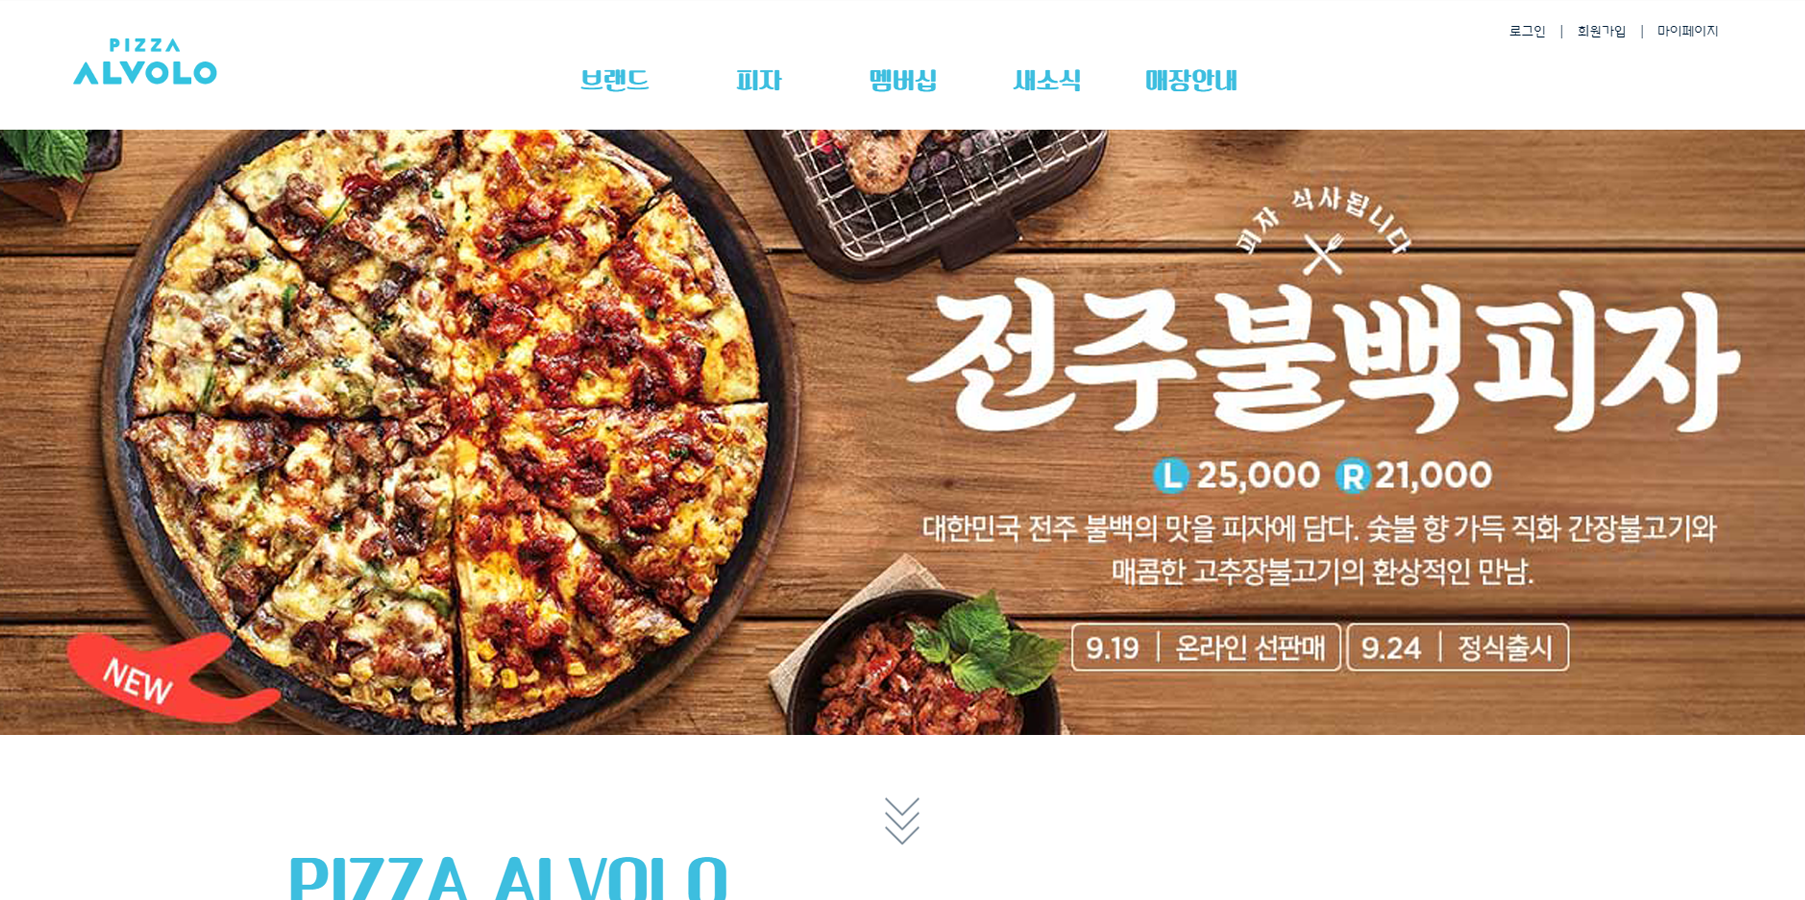 로그인 | 회원가입 | 마이페이지
PIZZA
ALVOLO
브랜드 피자 멤버십 새소식 매장안내
피자 식사됩니다
전주불백피자
L 25,000 R 21,000
대한민국 전주 불백의 맛을 피자에 담다. 숯불 향 가득 직화 간장불고기와
매콤한 고추장불고기의 환상적인 만남.
9.19 | 온라인 선판매 9.24 | 정식출시
NEW
PIZZA ALVOLO